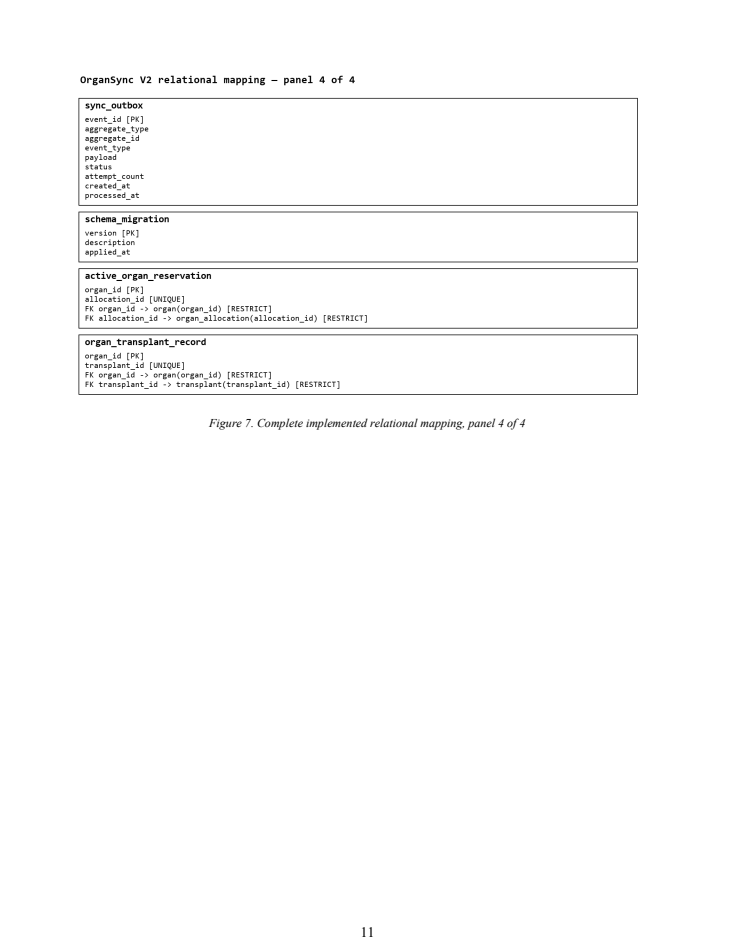 OrganSync V2 relational mapping — panel 4 of 4
sync_outbox
event_id [PK]
aggregate_type
aggregate_id
event_type
payload
status
attempt_count
created_at
processed_at
schema_migration
version [PK]
description
applied_at
active_organ_reservation
organ_id [PK]
allocation_id [UNIQUE]
FK organ_id -> organ(organ_id) [RESTRICT]
FK allocation_id -> organ_allocation(allocation_id) [RESTRICT]
organ_transplant_record
organ_id [PK]
transplant_id [UNIQUE]
FK organ_id -> organ(organ_id) [RESTRICT]
FK transplant_id -> transplant(transplant_id) [RESTRICT]
Figure 7. Complete implemented relational mapping, panel 4 of 4
11